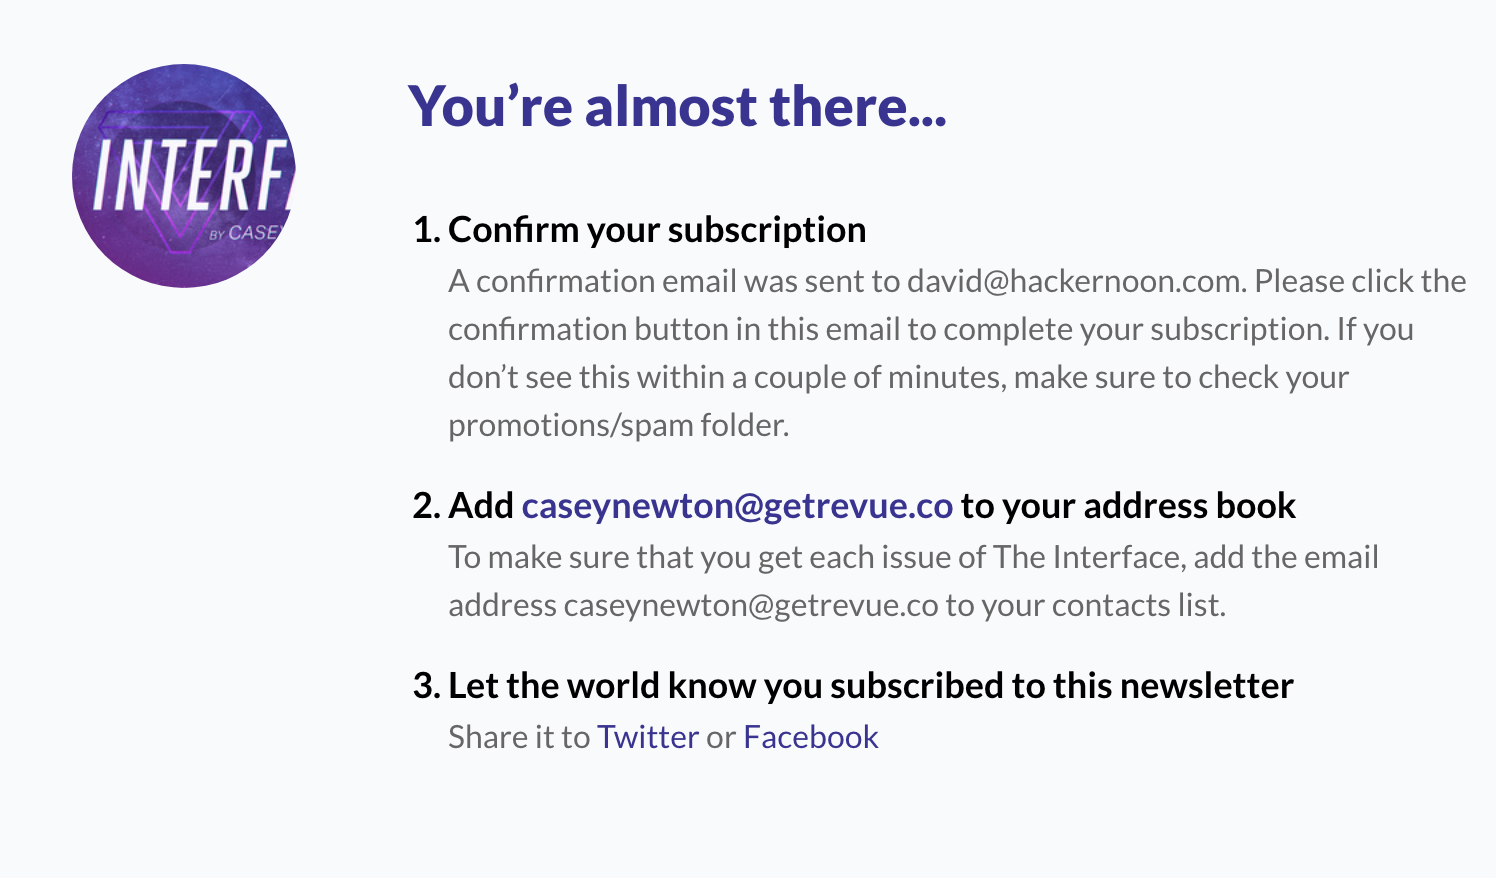 INTERFA
BY CASEY
You're almost there...
1. Confirm your subscription
A confirmation email was sent to david@hackernoon.com. Please click the
confirmation button in this email to complete your subscription. If you
don't see this within a couple of minutes, make sure to check your
promotions/spam folder.
2. Add caseynewton@getrevue.co to your address book
To make sure that you get each issue of The Interface, add the email
address caseynewton@getrevue.co to your contacts list.
3. Let the world know you subscribed to this newsletter
Share it to Twitter or Facebook